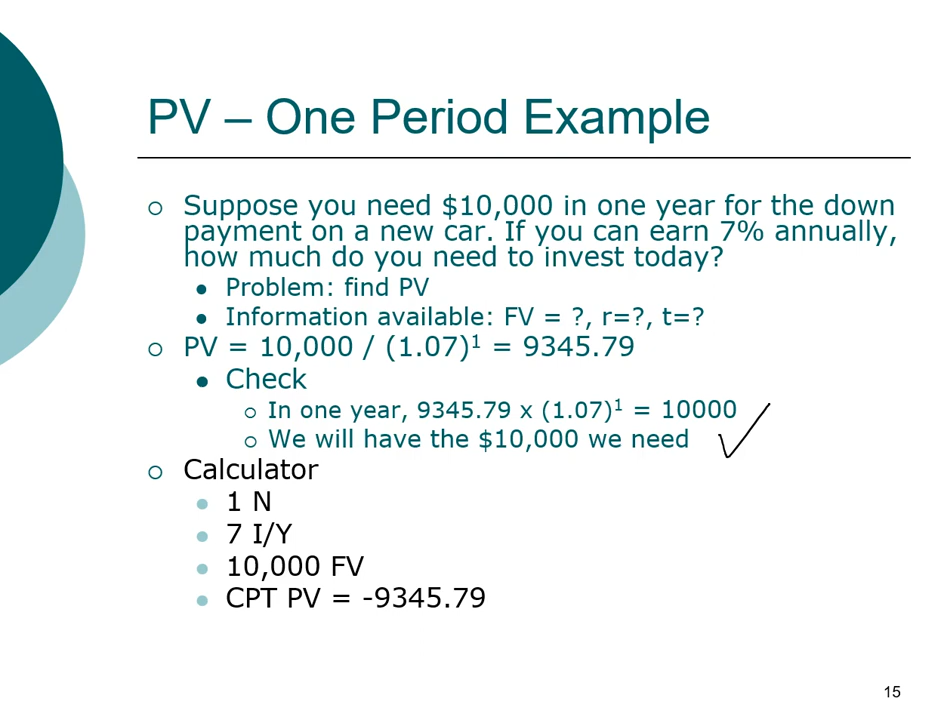 PV – One Period Example
Suppose you need $10,000 in one year for the down
payment on a new car. If you can earn 7% annually,
how much do you need to invest today?
Problem: find PV
Information available: FV = ?, r=?, t=?
PV = 10,000 / (1.07)¹ = 9345.79
Check
In one year, 9345.79 x (1.07)¹ = 10000
We will have the $10,000 we need
Calculator
1 N
7 I/Y
10,000 FV
CPT PV = -9345.79
15